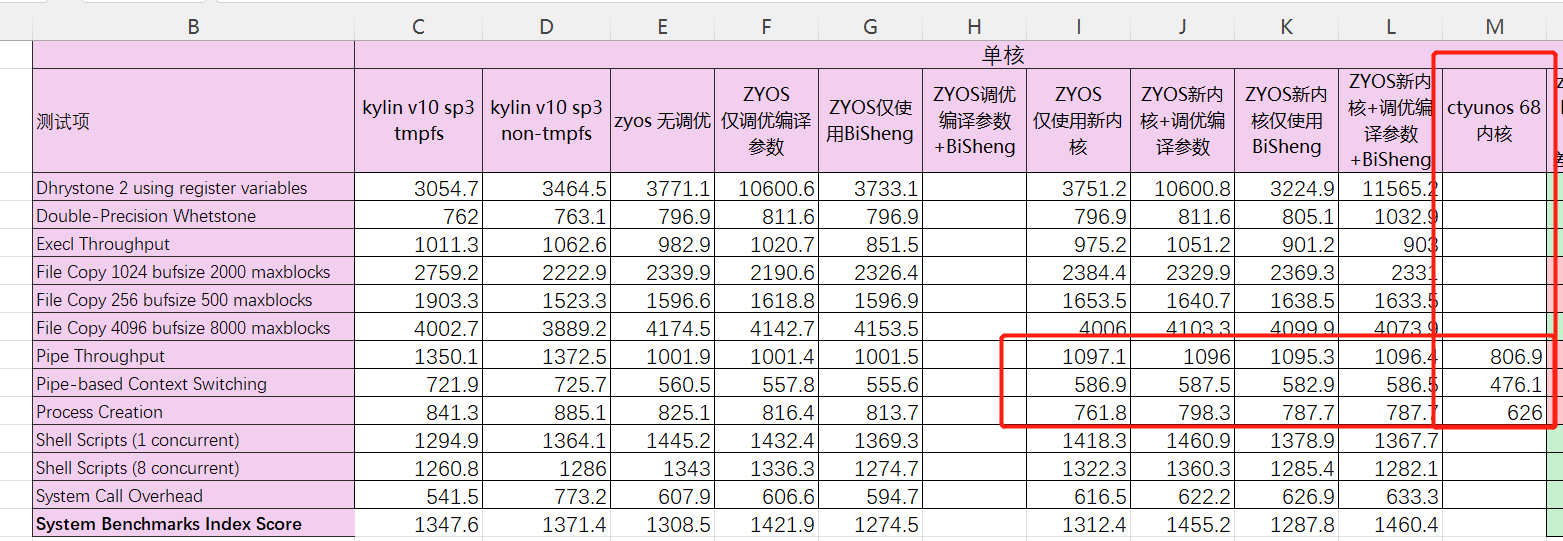 B C D E F G H I J K L M
单核
测试项 kylin v10 sp3 tmpfs kylin v10 sp3 non-tmpfs zyos 无调优 ZYOS 仅调优编译参数 ZYOS仅使用BiSheng ZYOS调优编译参数+BiSheng ZYOS 仅使用新内核 ZYOS新内核+调优编译参数 ZYOS新内核仅使用BiSheng ZYOS新内核+调优编译参数+BiSheng ctyunos 68内核
Dhrystone 2 using register variables 3054.7 3464.5 3771.1 10600.6 3733.1 3751.2 10600.8 3224.9 11565.2
Double-Precision Whetstone 762 763.1 796.9 811.6 796.9 796.9 811.6 805.1 1032.9
Execl Throughput 1011.3 1062.6 982.9 1020.7 851.5 975.2 1051.2 901.2 903
File Copy 1024 bufsize 2000 maxblocks 2759.2 2222.9 2339.9 2190.6 2326.4 2384.4 2329.9 2369.3 2331
File Copy 256 bufsize 500 maxblocks 1903.3 1523.3 1596.6 1618.8 1596.9 1653.5 1640.7 1638.5 1633.5
File Copy 4096 bufsize 8000 maxblocks 4002.7 3889.2 4174.5 4142.7 4153.5 4006 4103.3 4099.9 4073.9
Pipe Throughput 1350.1 1372.5 1001.9 1001.4 1001.5 1097.1 1096 1095.3 1096.4 806.9
Pipe-based Context Switching 721.9 725.7 560.5 557.8 555.6 586.9 587.5 582.9 586.5 476.1
Process Creation 841.3 885.1 825.1 816.4 813.7 761.8 798.3 787.7 787.7 626
Shell Scripts (1 concurrent) 1294.9 1364.1 1445.2 1432.4 1369.3 1418.3 1460.9 1378.9 1367.7
Shell Scripts (8 concurrent) 1260.8 1286 1343 1336.3 1274.7 1322.3 1360.3 1285.4 1282.1
System Call Overhead 541.5 773.2 607.9 606.6 594.7 616.5 622.2 626.9 633.3
System Benchmarks Index Score 1347.6 1371.4 1308.5 1421.9 1274.5 1312.4 1455.2 1287.8 1460.4